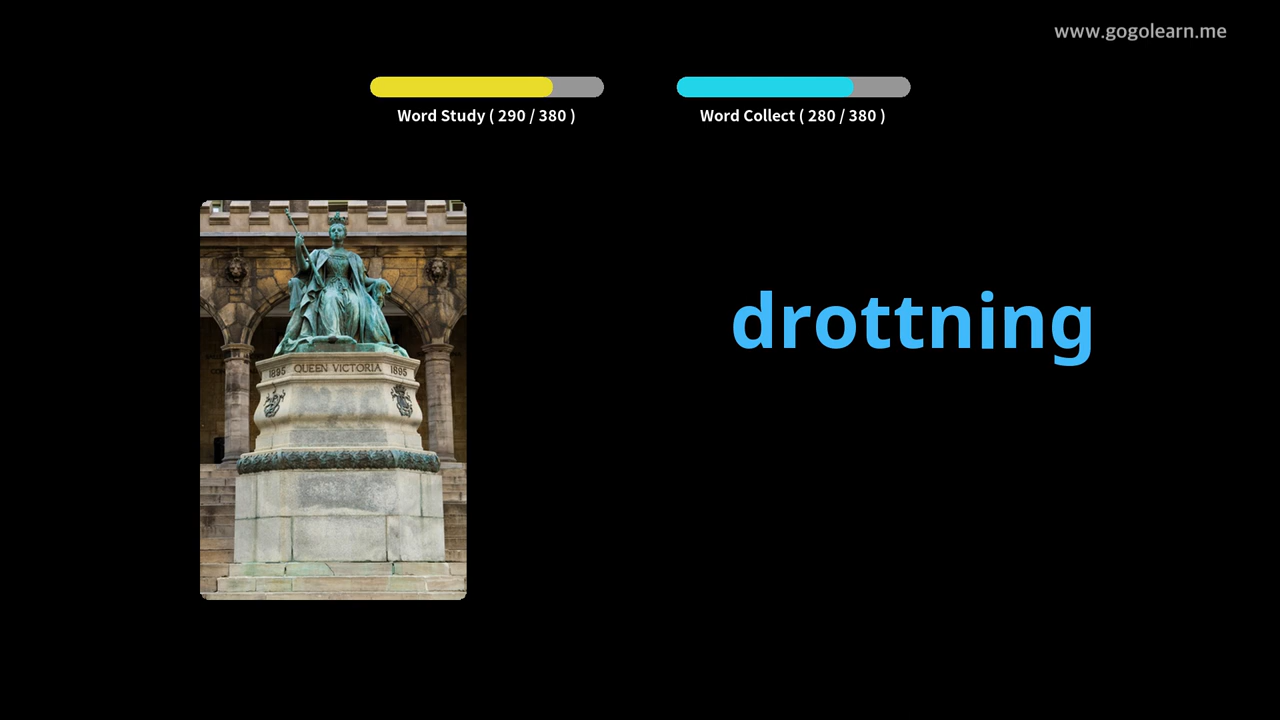 www.gogolearn.me
Word Study ( 290 / 380 )
Word Collect ( 280 / 380 )
drottning
1895 QUEEN VICTORIA 1895